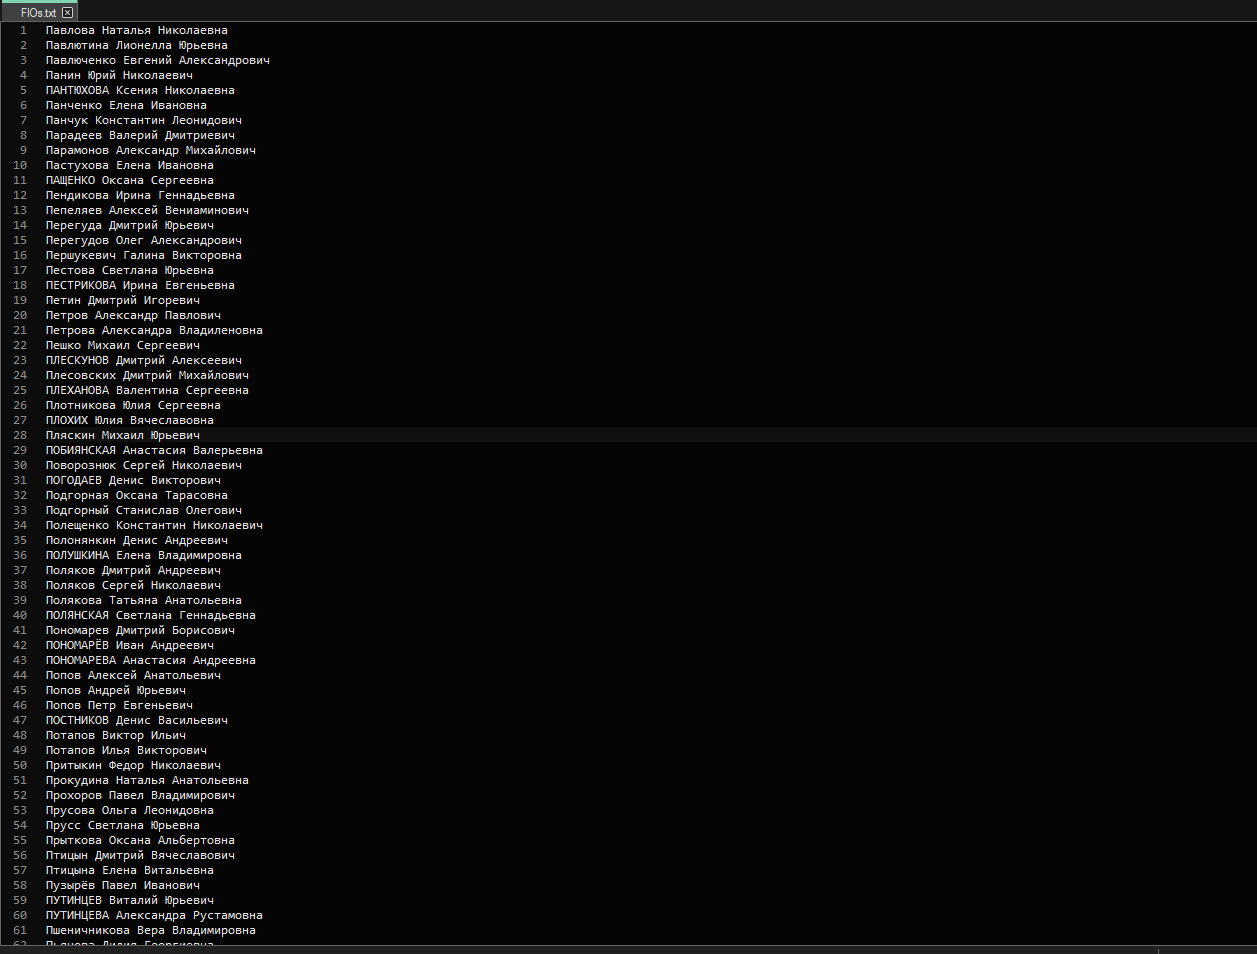 FIOs.txt
1 Павлова Наталья Николаевна
2 Павлютина Лионелла Юрьевна
3 Павлюченко Евгений Александрович
4 Панин Юрий Николаевич
5 ПАНТЮХОВА Ксения Николаевна
6 Панченко Елена Ивановна
7 Панчук Константин Леонидович
8 Парадеев Валерий Дмитриевич
9 Парамонов Александр Михайлович
10 Пастухова Елена Ивановна
11 ПАЩЕНКО Оксана Сергеевна
12 Пендикова Ирина Геннадьевна
13 Пепеляев Алексей Вениаминович
14 Перегуда Дмитрий Юрьевич
15 Перегудов Олег Александрович
16 Першукевич Галина Викторовна
17 Пестова Светлана Юрьевна
18 ПЕСТРИКОВА Ирина Евгеньевна
19 Петин Дмитрий Игоревич
20 Петров Александр Павлович
21 Петрова Александра Владиленовна
22 Пешко Михаил Сергеевич
23 ПЛЕСКУНОВ Дмитрий Алексеевич
24 Плесовских Дмитрий Михайлович
25 ПЛЕХАНОВА Валентина Сергеевна
26 Плотникова Юлия Сергеевна
27 ПЛОХИХ Юлия Вячеславовна
28 Пляскин Михаил Юрьевич
29 ПОБИЯНСКАЯ Анастасия Валерьевна
30 Поворознюк Сергей Николаевич
31 ПОГОДАЕВ Денис Викторович
32 Подгорная Оксана Тарасовна
33 Подгорный Станислав Олегович
34 Полещенко Константин Николаевич
35 Полонянкин Денис Андреевич
36 ПОЛУШКИНА Елена Владимировна
37 Поляков Дмитрий Андреевич
38 Поляков Сергей Николаевич
39 Полякова Татьяна Анатольевна
40 ПОЛЯНСКАЯ Светлана Геннадьевна
41 Пономарев Дмитрий Борисович
42 ПОНОМАРЁВ Иван Андреевич
43 ПОНОМАРЕВА Анастасия Андреевна
44 Попов Алексей Анатольевич
45 Попов Андрей Юрьевич
46 Попов Петр Евгеньевич
47 ПОСТНИКОВ Денис Васильевич
48 Потапов Виктор Ильич
49 Потапов Илья Викторович
50 Притыкин Федор Николаевич
51 Прокудина Наталья Анатольевна
52 Прохоров Павел Владимирович
53 Прусова Ольга Леонидовна
54 Прусс Светлана Юрьевна
55 Прыткова Оксана Альбертовна
56 Птицын Дмитрий Вячеславович
57 Птицына Елена Витальевна
58 Пузырёв Павел Иванович
59 ПУТИНЦЕВ Виталий Юрьевич
60 ПУТИНЦЕВА Александра Рустамовна
61 Пшеничникова Вера Владимировна